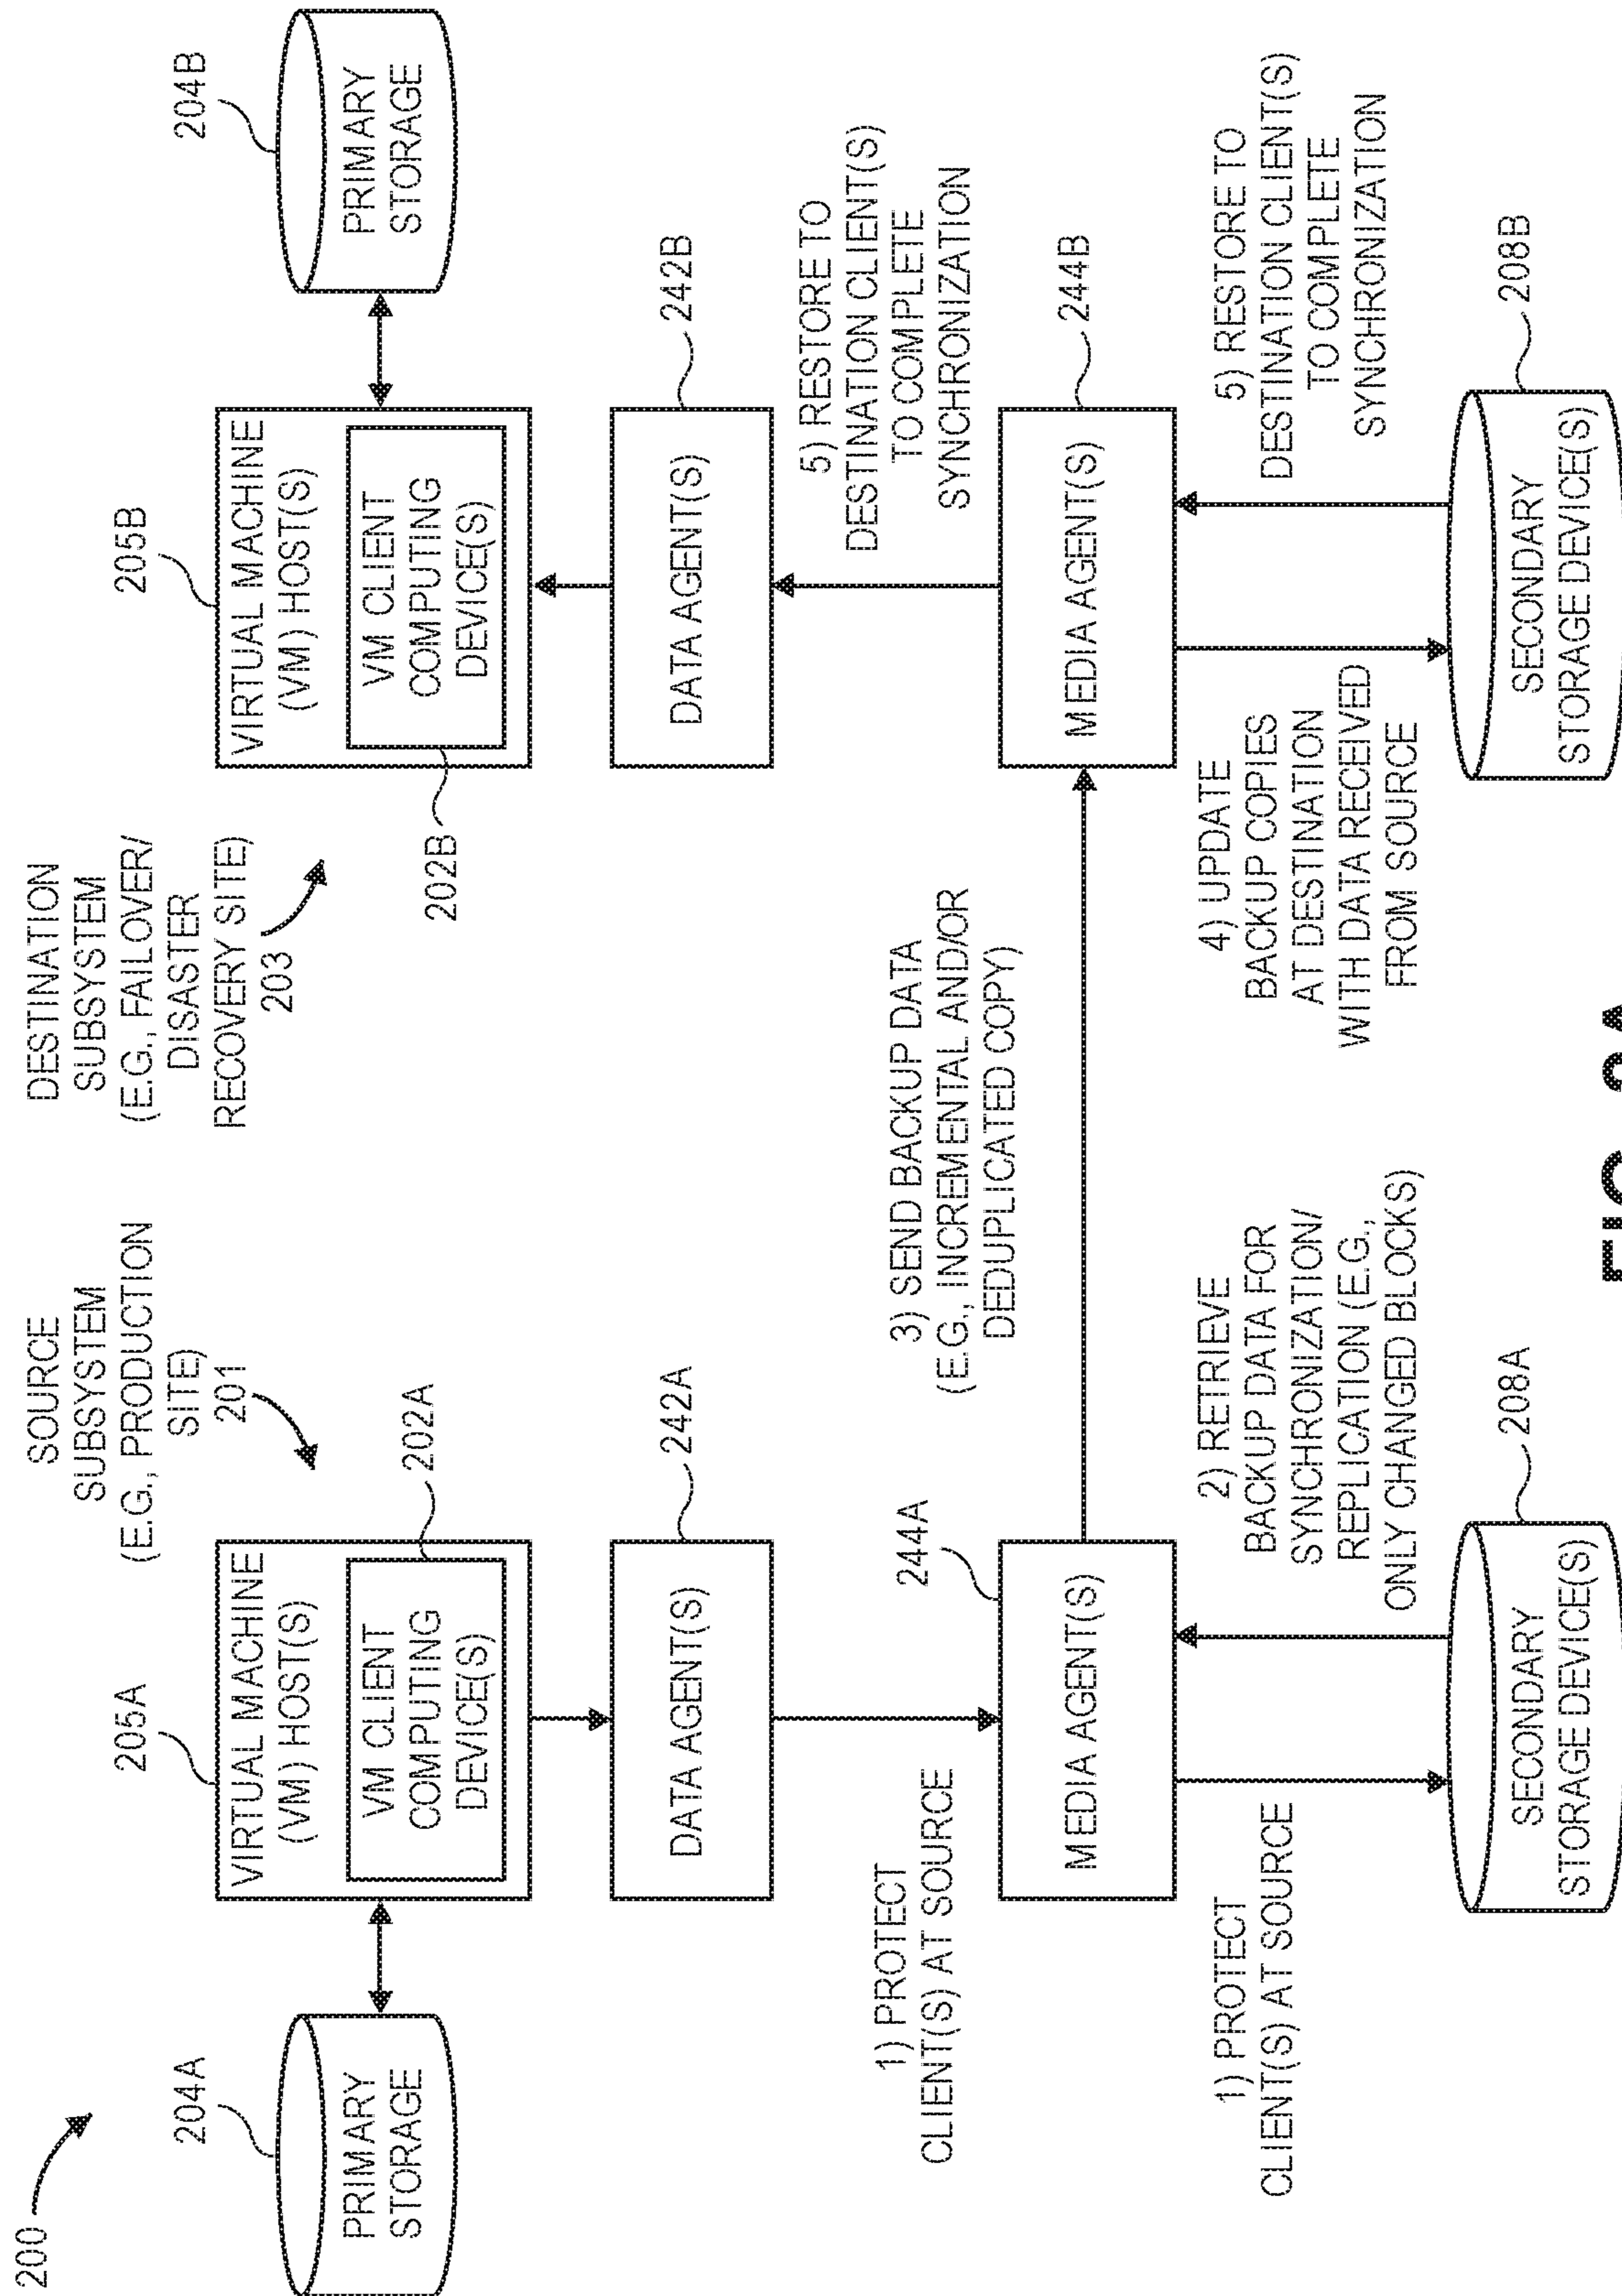 200
SOURCE
SUBSYSTEM
(E.G., PRODUCTION
SITE)
201
DESTINATION
SUBSYSTEM
(E.G., FAILOVER/
DISASTER
RECOVERY SITE)
203
204A
PRIMARY
STORAGE
205A
VIRTUAL MACHINE
(VM) HOST(S)
VM CLIENT
COMPUTING
DEVICE(S)
202A
205B
VIRTUAL MACHINE
(VM) HOST(S)
VM CLIENT
COMPUTING
DEVICE(S)
202B
204B
PRIMARY
STORAGE
DATA AGENT(S)
242A
DATA AGENT(S)
242B
1) PROTECT
CLIENT(S) AT SOURCE
3) SEND BACKUP DATA
(E.G., INCREMENTAL AND/OR
DEDUPLICATED COPY)
5) RESTORE TO
DESTINATION CLIENT(S)
TO COMPLETE
SYNCHRONIZATION
244A
MEDIA AGENT(S)
MEDIA AGENT(S)
244B
1) PROTECT
CLIENT(S) AT SOURCE
2) RETRIEVE
BACKUP DATA FOR
SYNCHRONIZATION/
REPLICATION (E.G.,
ONLY CHANGED BLOCKS)
4) UPDATE
BACKUP COPIES
AT DESTINATION
WITH DATA RECEIVED
FROM SOURCE
5) RESTORE TO
DESTINATION CLIENT(S)
TO COMPLETE
SYNCHRONIZATION
SECONDARY
STORAGE DEVICE(S)
208A
SECONDARY
STORAGE DEVICE(S)
208B